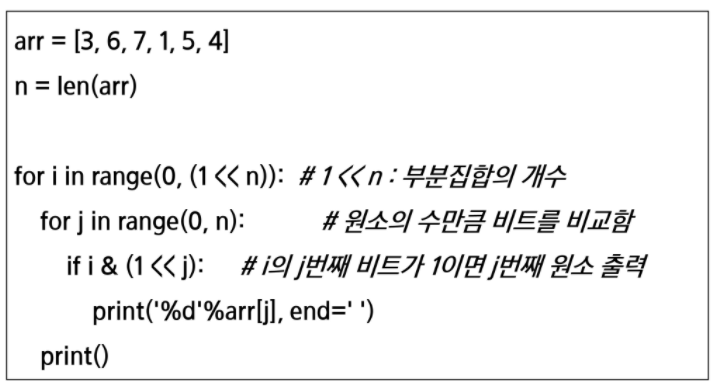 arr = [3, 6, 7, 1, 5, 4]
n = len(arr)
for i in range(0, (1 << n)): # 1 << n : 부분집합의 개수
for j in range(0, n): # 원소의 수만큼 비트를 비교함
if i & (1 << j): # i의 j번째 비트가 1이면 j번째 원소 출력
print('%d'%arr[j], end=' ')
print()